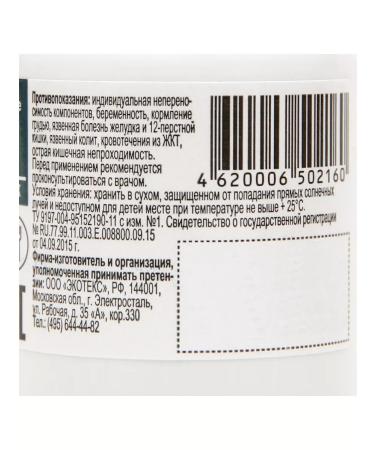 Противопоказания: индивидуальная неперено-
симость компонентов, беременность, кормление
грудью, язвенная болезнь желудка и 12-перстной
кишки, язвенный колит, кровотечения из ЖКТ,
острая кишечная непроходимость.
Перед применением рекомендуется
проконсультироваться с врачом.
4 620006 502160
Условия хранения: хранить в сухом, защищенном от попадания прямых солнечных
лучей и недоступном для детей месте при температуре не выше + 25°С.
ТУ 9197-004-95152190-11 с изм. №1. Свидетельство о государственной регистрации
№ RU.77.99.11.003.Е.008800.09.15
от 04.09.2015 г.
Фирма-изготовитель и организация,
уполномоченная принимать претен-
зии: ООО «ЭКОТЕКС», РФ, 144001,
Московская обл., г. Электросталь,
ул. Рабочая, д. 35 «А», кор.330
Тел.: (495) 644-44-82